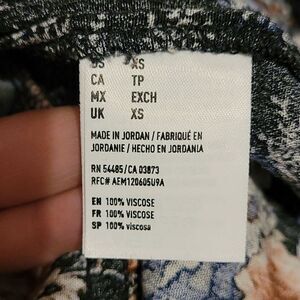 US XS
CA TP
MX EXCH
UK XS
MADE IN JORDAN / FABRIQUÉ EN
JORDANIE / HECHO EN JORDANIA
RN 54485/CA 03873
RFC# AEM120605U9A
EN 100% VISCOSE
FR 100% VISCOSE
SP 100% viscosa